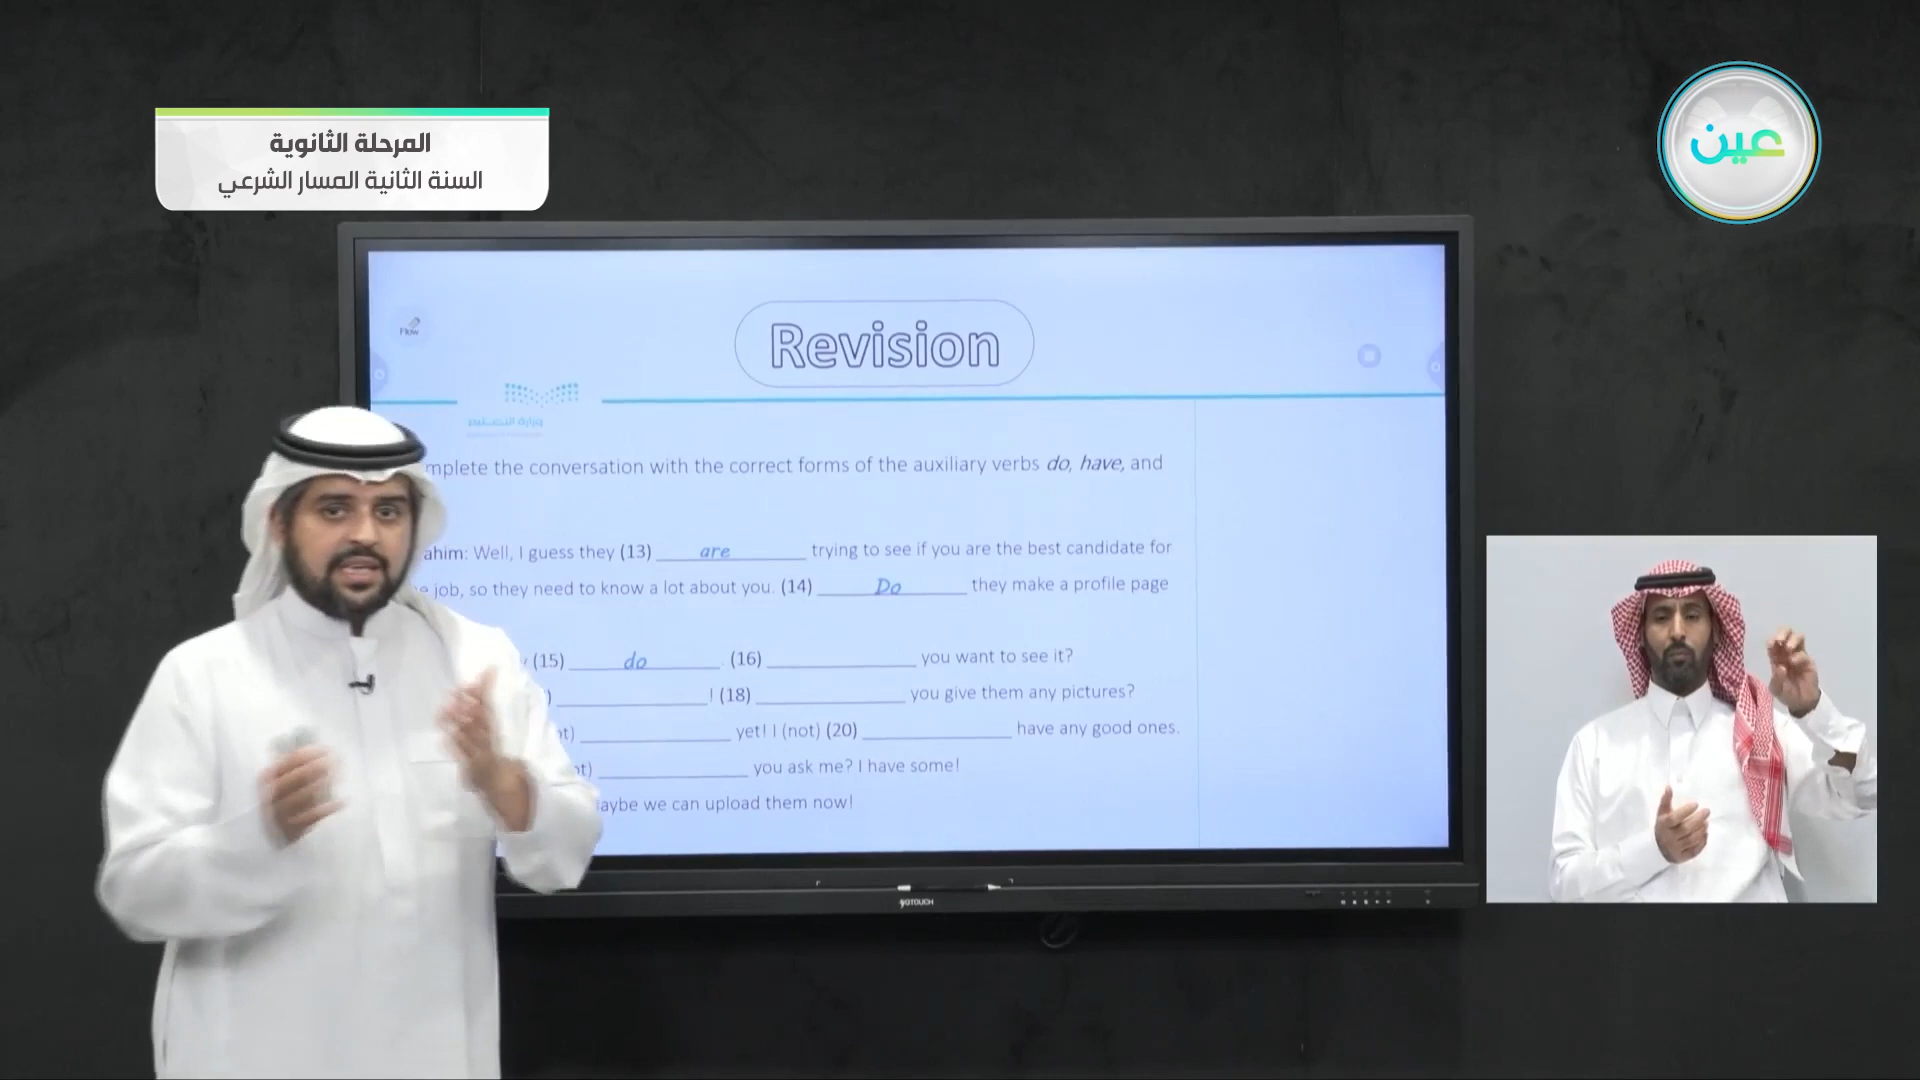 المرحلة الثانوية
السنة الثانية المسار الشرعي
عين
Flow
Revision
وزارة التعليم
mplete the conversation with the correct forms of the auxiliary verbs do, have, and
ahim: Well, I guess they (13) are trying to see if you are the best candidate for
job, so they need to know a lot about you. (14) Do they make a profile page
(15) do . (16) you want to see it?
! (18) you give them any pictures?
yet! I (not) (20) have any good ones.
you ask me? I have some!
aybe we can upload them now!